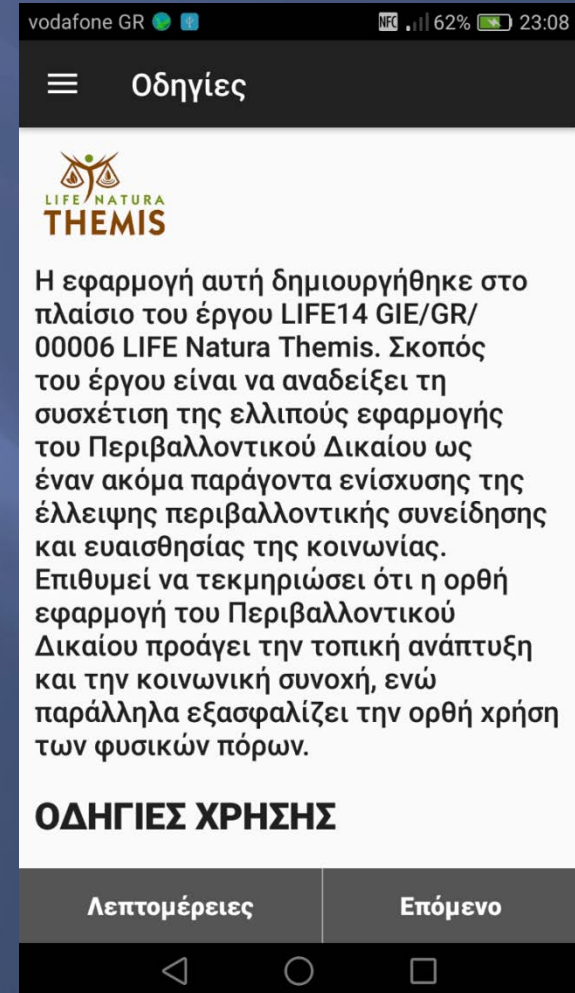 vodafone GR NFC 62% 23:08
Οδηγίες
LIFE NATURA
THEMIS
Η εφαρμογή αυτή δημιουργήθηκε στο
πλαίσιο του έργου LIFE14 GIE/GR/
00006 LIFE Natura Themis. Σκοπός
του έργου είναι να αναδείξει τη
συσχέτιση της ελλιπούς εφαρμογής
του Περιβαλλοντικού Δικαίου ως
έναν ακόμα παράγοντα ενίσχυσης της
έλλειψης περιβαλλοντικής συνείδησης
και ευαισθησίας της κοινωνίας.
Επιθυμεί να τεκμηριώσει ότι η ορθή
εφαρμογή του Περιβαλλοντικού
Δικαίου προάγει την τοπική ανάπτυξη
και την κοινωνική συνοχή, ενώ
παράλληλα εξασφαλίζει την ορθή χρήση
των φυσικών πόρων.
ΟΔΗΓΙΕΣ ΧΡΗΣΗΣ
Λεπτομέρειες Επόμενο